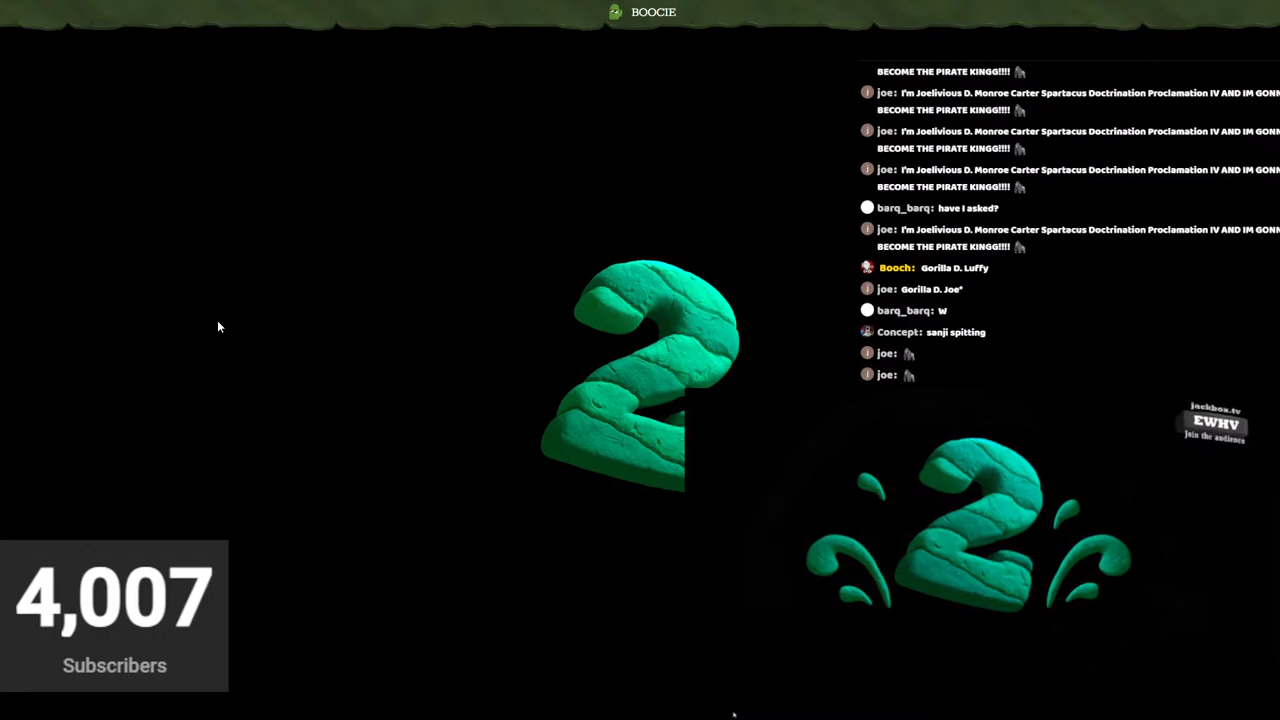 BOOCIE
BECOME THE PIRATE KINGG!!!!
joe: I'm Joelivious D. Monroe Carter Spartacus Doctrination Proclamation IV AND IM GONN
BECOME THE PIRATE KINGG!!!!
joe: I'm Joelivious D. Monroe Carter Spartacus Doctrination Proclamation IV AND IM GONN
BECOME THE PIRATE KINGG!!!!
joe: I'm Joelivious D. Monroe Carter Spartacus Doctrination Proclamation IV AND IM GONN
BECOME THE PIRATE KINGG!!!!
barq_barq: have I asked?
joe: I'm Joelivious D. Monroe Carter Spartacus Doctrination Proclamation IV AND IM GONN
BECOME THE PIRATE KINGG!!!!
Booch: Gorilla D. Luffy
joe: Gorilla D. Joe*
barq_barq: W
Concept: sanji spitting
joe: 🦍
joe: 🦍
2
jackbox.tv
EWHV
Join the audience
2
4,007
Subscribers